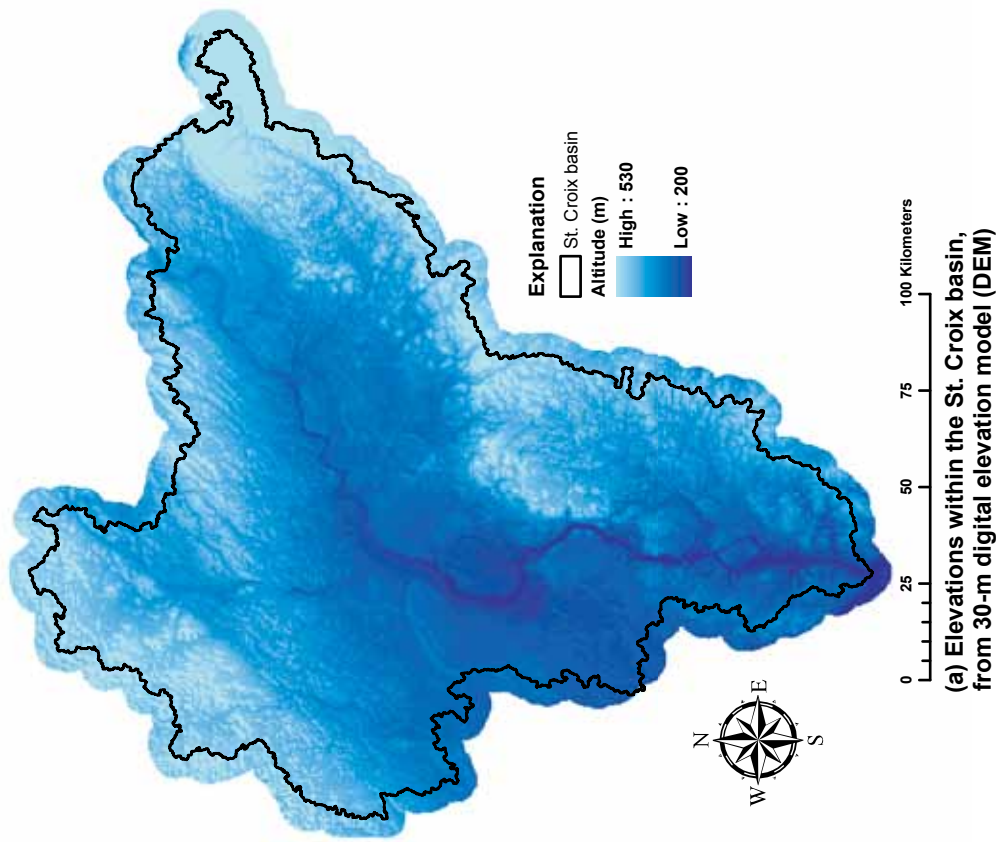 Explanation
St. Croix basin
Altitude (m)
High : 530
Low : 200
N
W
E
S
0
25
50
75
100 Kilometers
(a) Elevations within the St. Croix basin,
from 30-m digital elevation model (DEM)